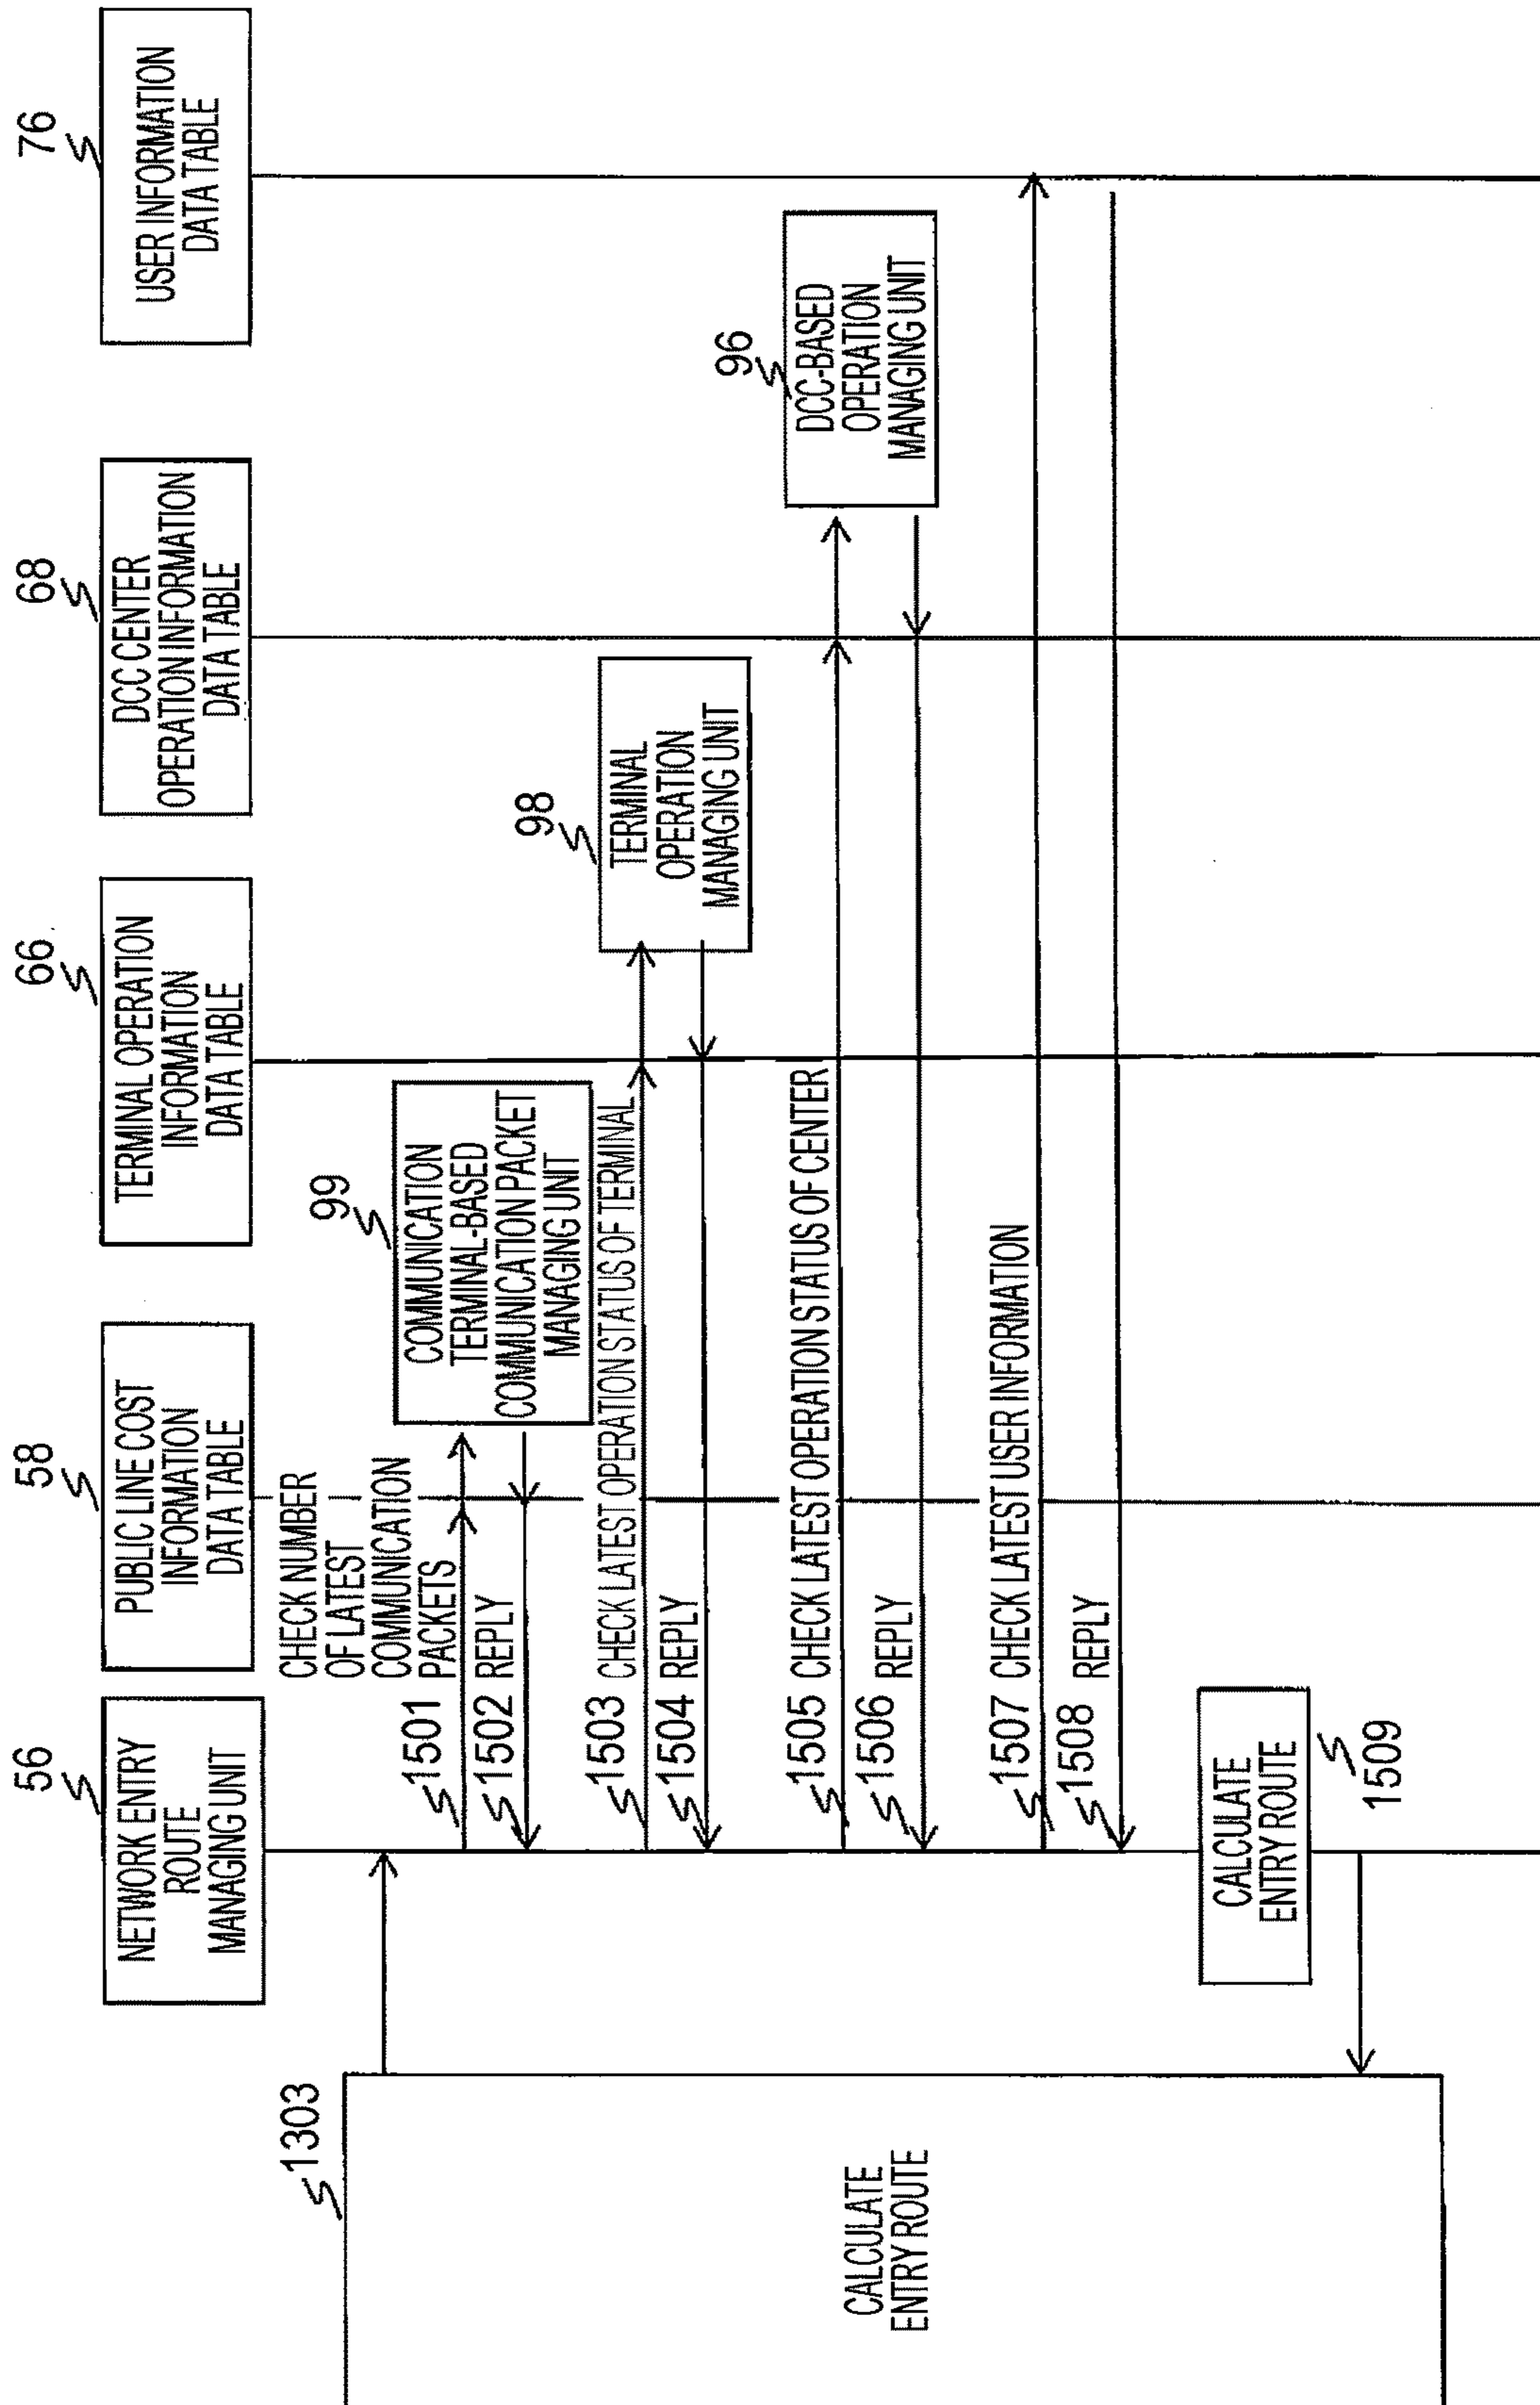 56
NETWORK ENTRY
ROUTE
MANAGING UNIT
58
PUBLIC LINE COST
INFORMATION
DATA TABLE
66
TERMINAL OPERATION
INFORMATION
DATA TABLE
68
DCC CENTER
OPERATION INFORMATION
DATA TABLE
76
USER INFORMATION
DATA TABLE
1303
CALCULATE
ENTRY ROUTE
CHECK NUMBER
OF LATEST
COMMUNICATION
PACKETS
1501
1502 REPLY
99
COMMUNICATION
TERMINAL-BASED
COMMUNICATION PACKET
MANAGING UNIT
1503 CHECK LATEST OPERATION STATUS OF TERMINAL
1504 REPLY
98
TERMINAL
OPERATION
MANAGING UNIT
1505 CHECK LATEST OPERATION STATUS OF CENTER
1506 REPLY
96
DCC-BASED
OPERATION
MANAGING UNIT
1507 CHECK LATEST USER INFORMATION
1508 REPLY
CALCULATE
ENTRY ROUTE
1509